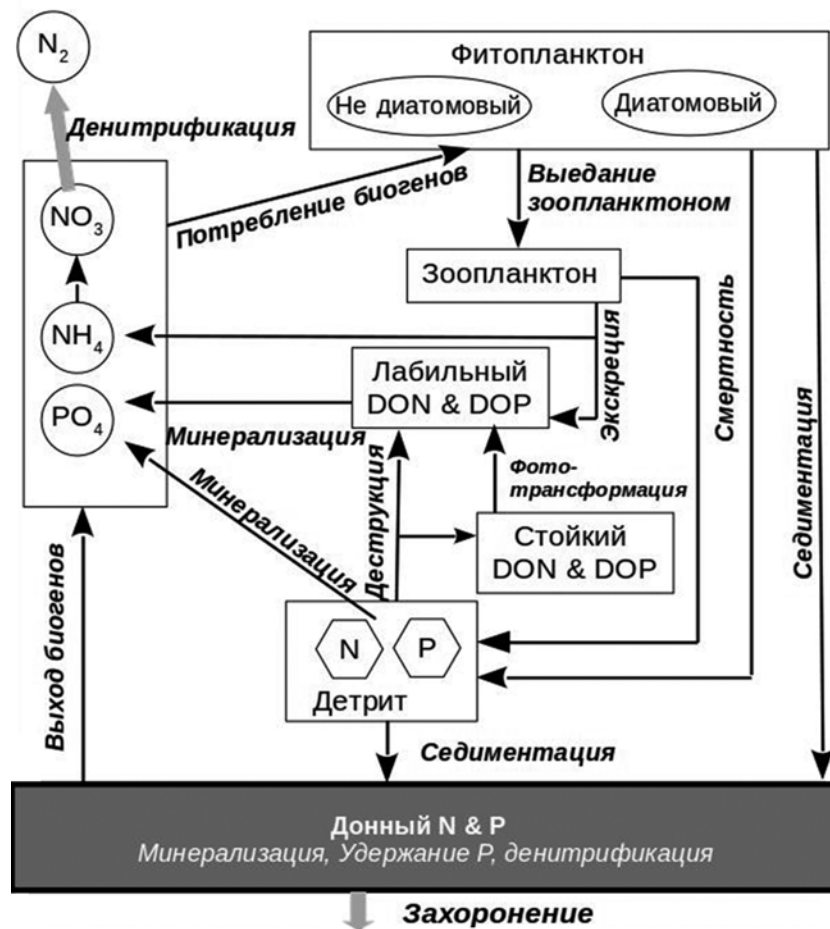 N₂
Фитопланктон
Не диатомовый
Диатомовый
Денитрификация
NO₃
Потребление биогенов
Выедание
зоопланктоном
Зоопланктон
NH₄
Экскреция
Смертность
Седиментация
Лабильный
DON & DOP
PO₄
Минерализация
Минерализация
Деструкция
Фото-
трансформация
Стойкий
DON & DOP
Выход биогенов
N
P
Детрит
Седиментация
Донный N & P
Минерализация, Удержание P, денитрификация
Захоронение